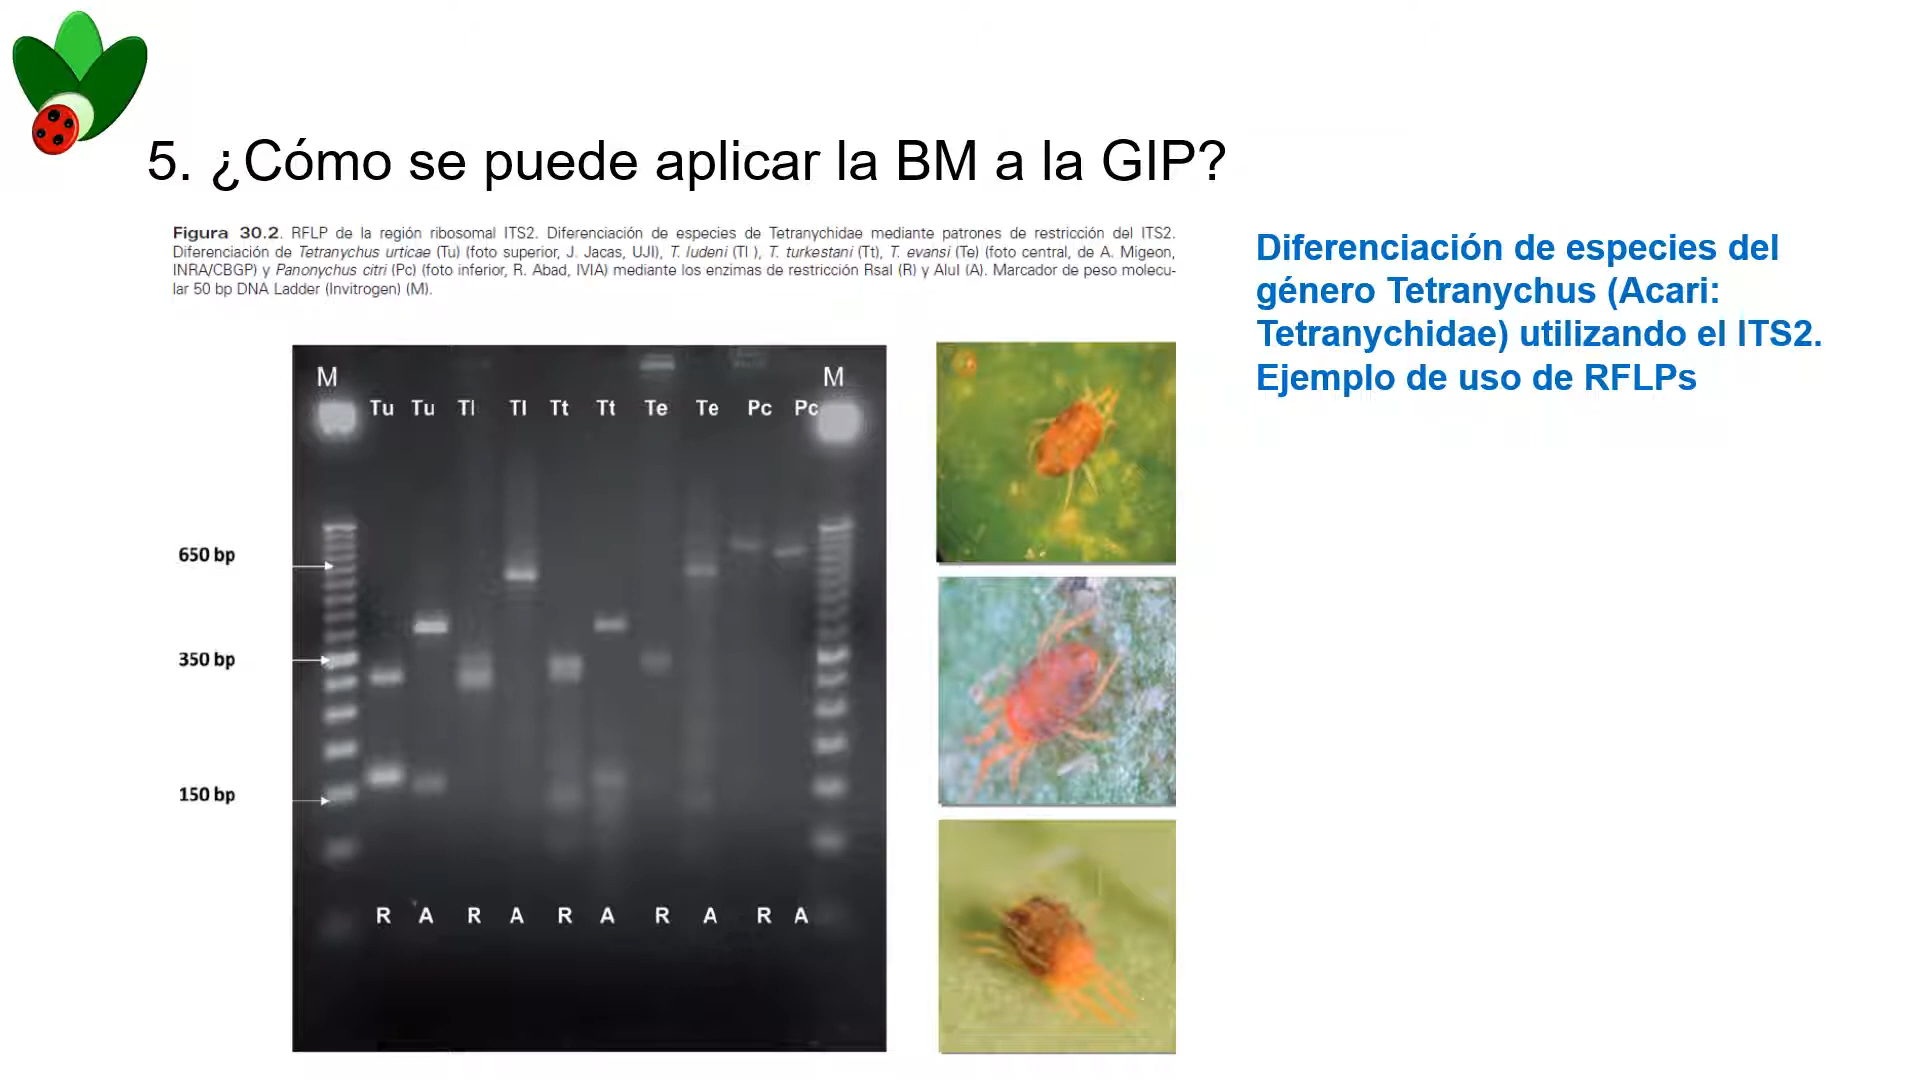 5. ¿Cómo se puede aplicar la BM a la GIP?
Figura 30.2. RFLP de la región ribosomal ITS2. Diferenciación de especies de Tetranychidae mediante patrones de restricción del ITS2.
Diferenciación de Tetranychus urticae (Tu) (foto superior, J. Jacas, UJI), T. ludeni (Tl ), T. turkestani (Tt), T. evansi (Te) (foto central, de A. Migeon,
INRA/CBGP) y Panonychus citri (Pc) (foto inferior, R. Abad, IVIA) mediante los enzimas de restricción RsaI (R) y AluI (A). Marcador de peso molecu-
lar 50 bp DNA Ladder (Invitrogen) (M).
Diferenciación de especies del
género Tetranychus (Acari:
Tetranychidae) utilizando el ITS2.
Ejemplo de uso de RFLPs
M M
Tu Tu Tl Tl Tt Tt Te Te Pc Pc
650 bp
350 bp
150 bp
R A R A R A R A R A